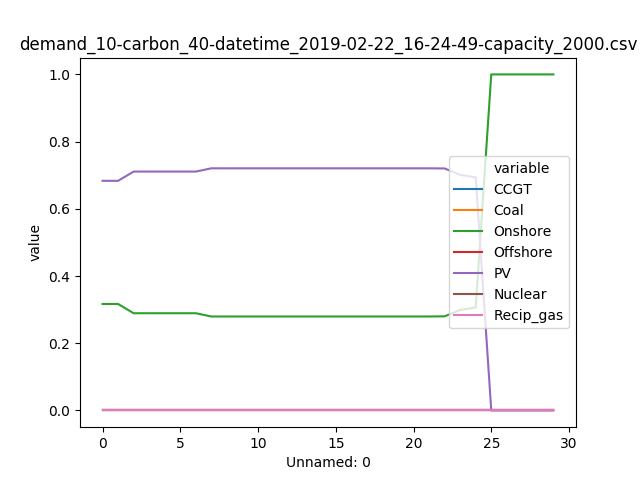 demand_10-carbon_40-datetime_2019-02-22_16-24-49-capacity_2000.csv
1.0
0.8
0.6
0.4
0.2
0.0
value
variable
CCGT
Coal
Onshore
Offshore
PV
Nuclear
Recip_gas
0 5 10 15 20 25 30
Unnamed: 0